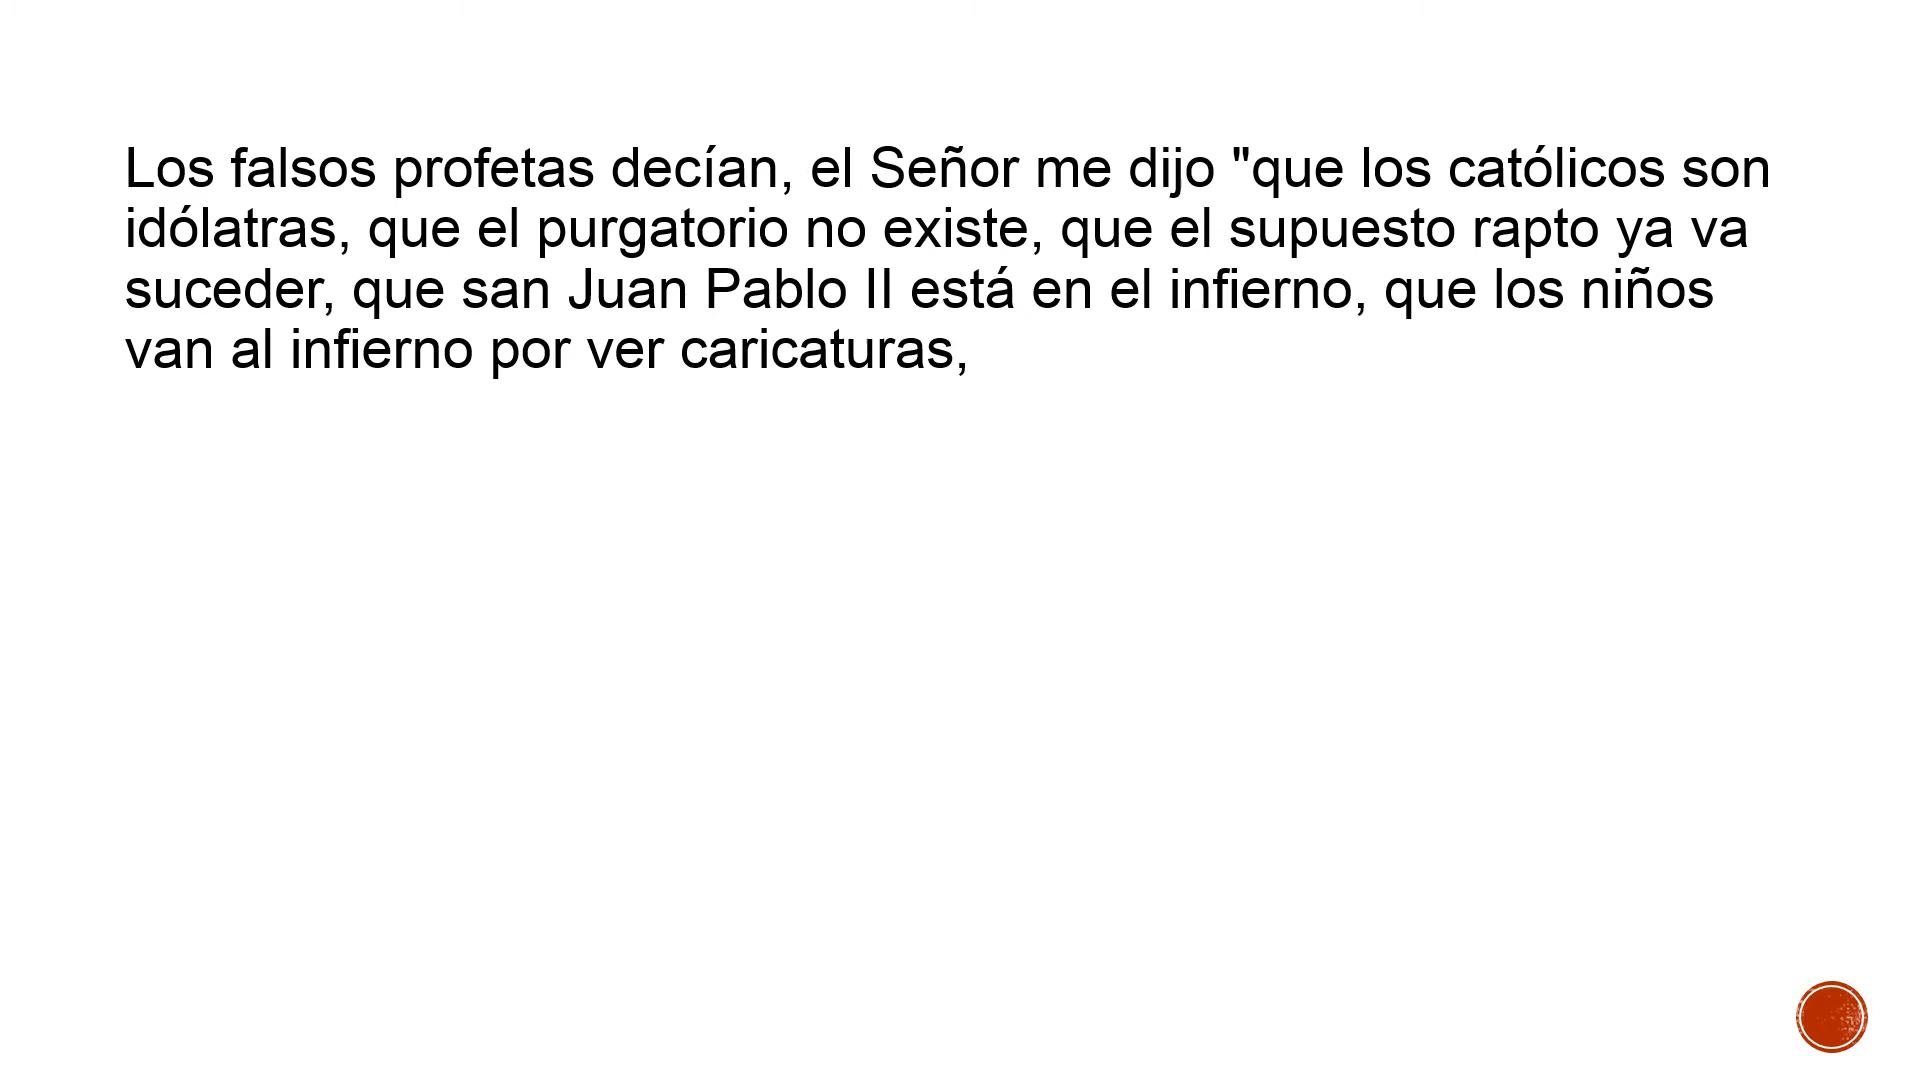 Los falsos profetas decían, el Señor me dijo "que los católicos son
idólatras, que el purgatorio no existe, que el supuesto rapto ya va
suceder, que san Juan Pablo II está en el infierno, que los niños
van al infierno por ver caricaturas,